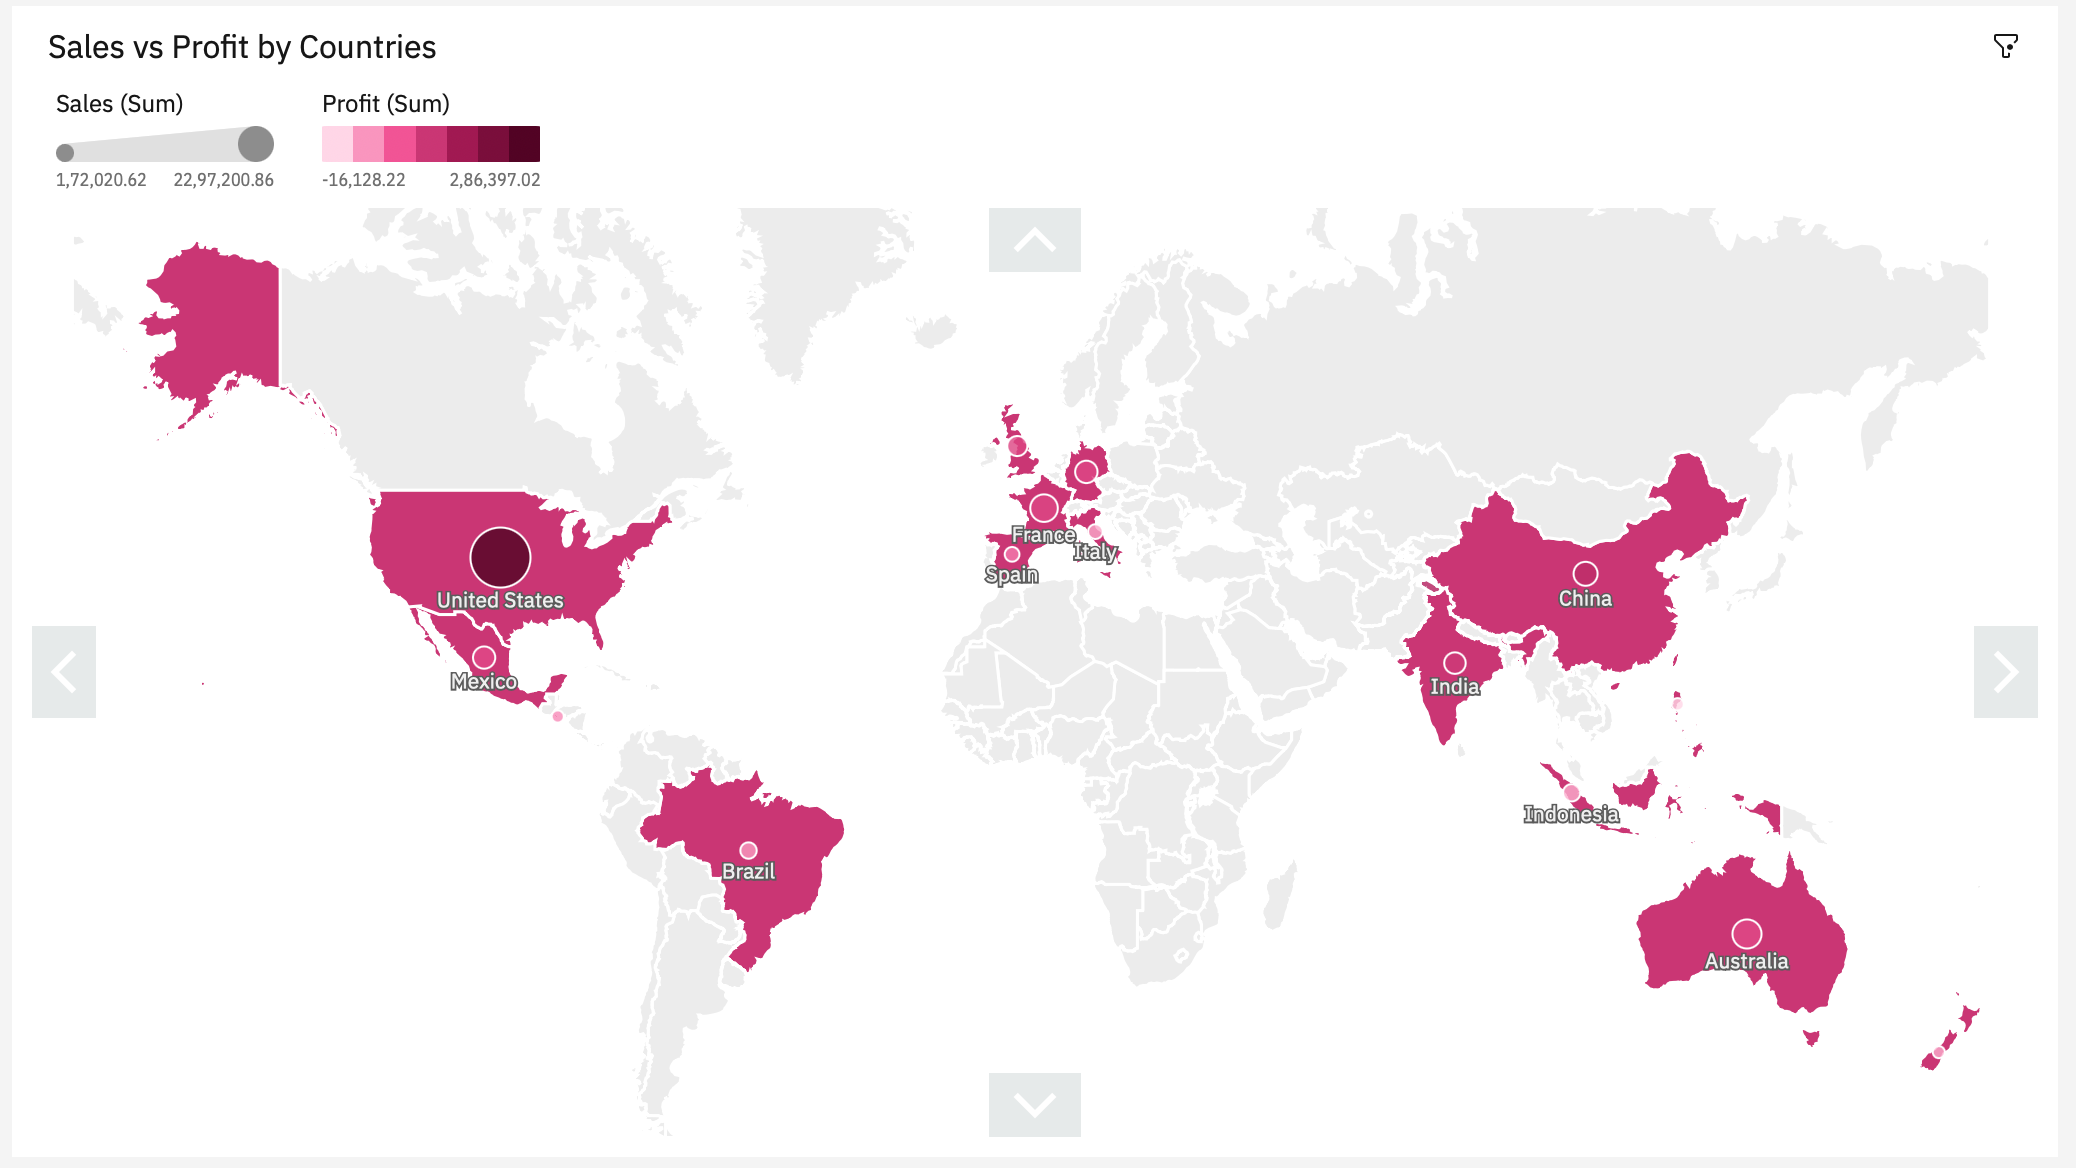 Sales vs Profit by Countries
Sales (Sum)
Profit (Sum)
1,72,020.62
22,97,200.86
-16,128.22
2,86,397.02
France
Italy
Spain
United States
China
Mexico
India
Indonesia
Brazil
Australia